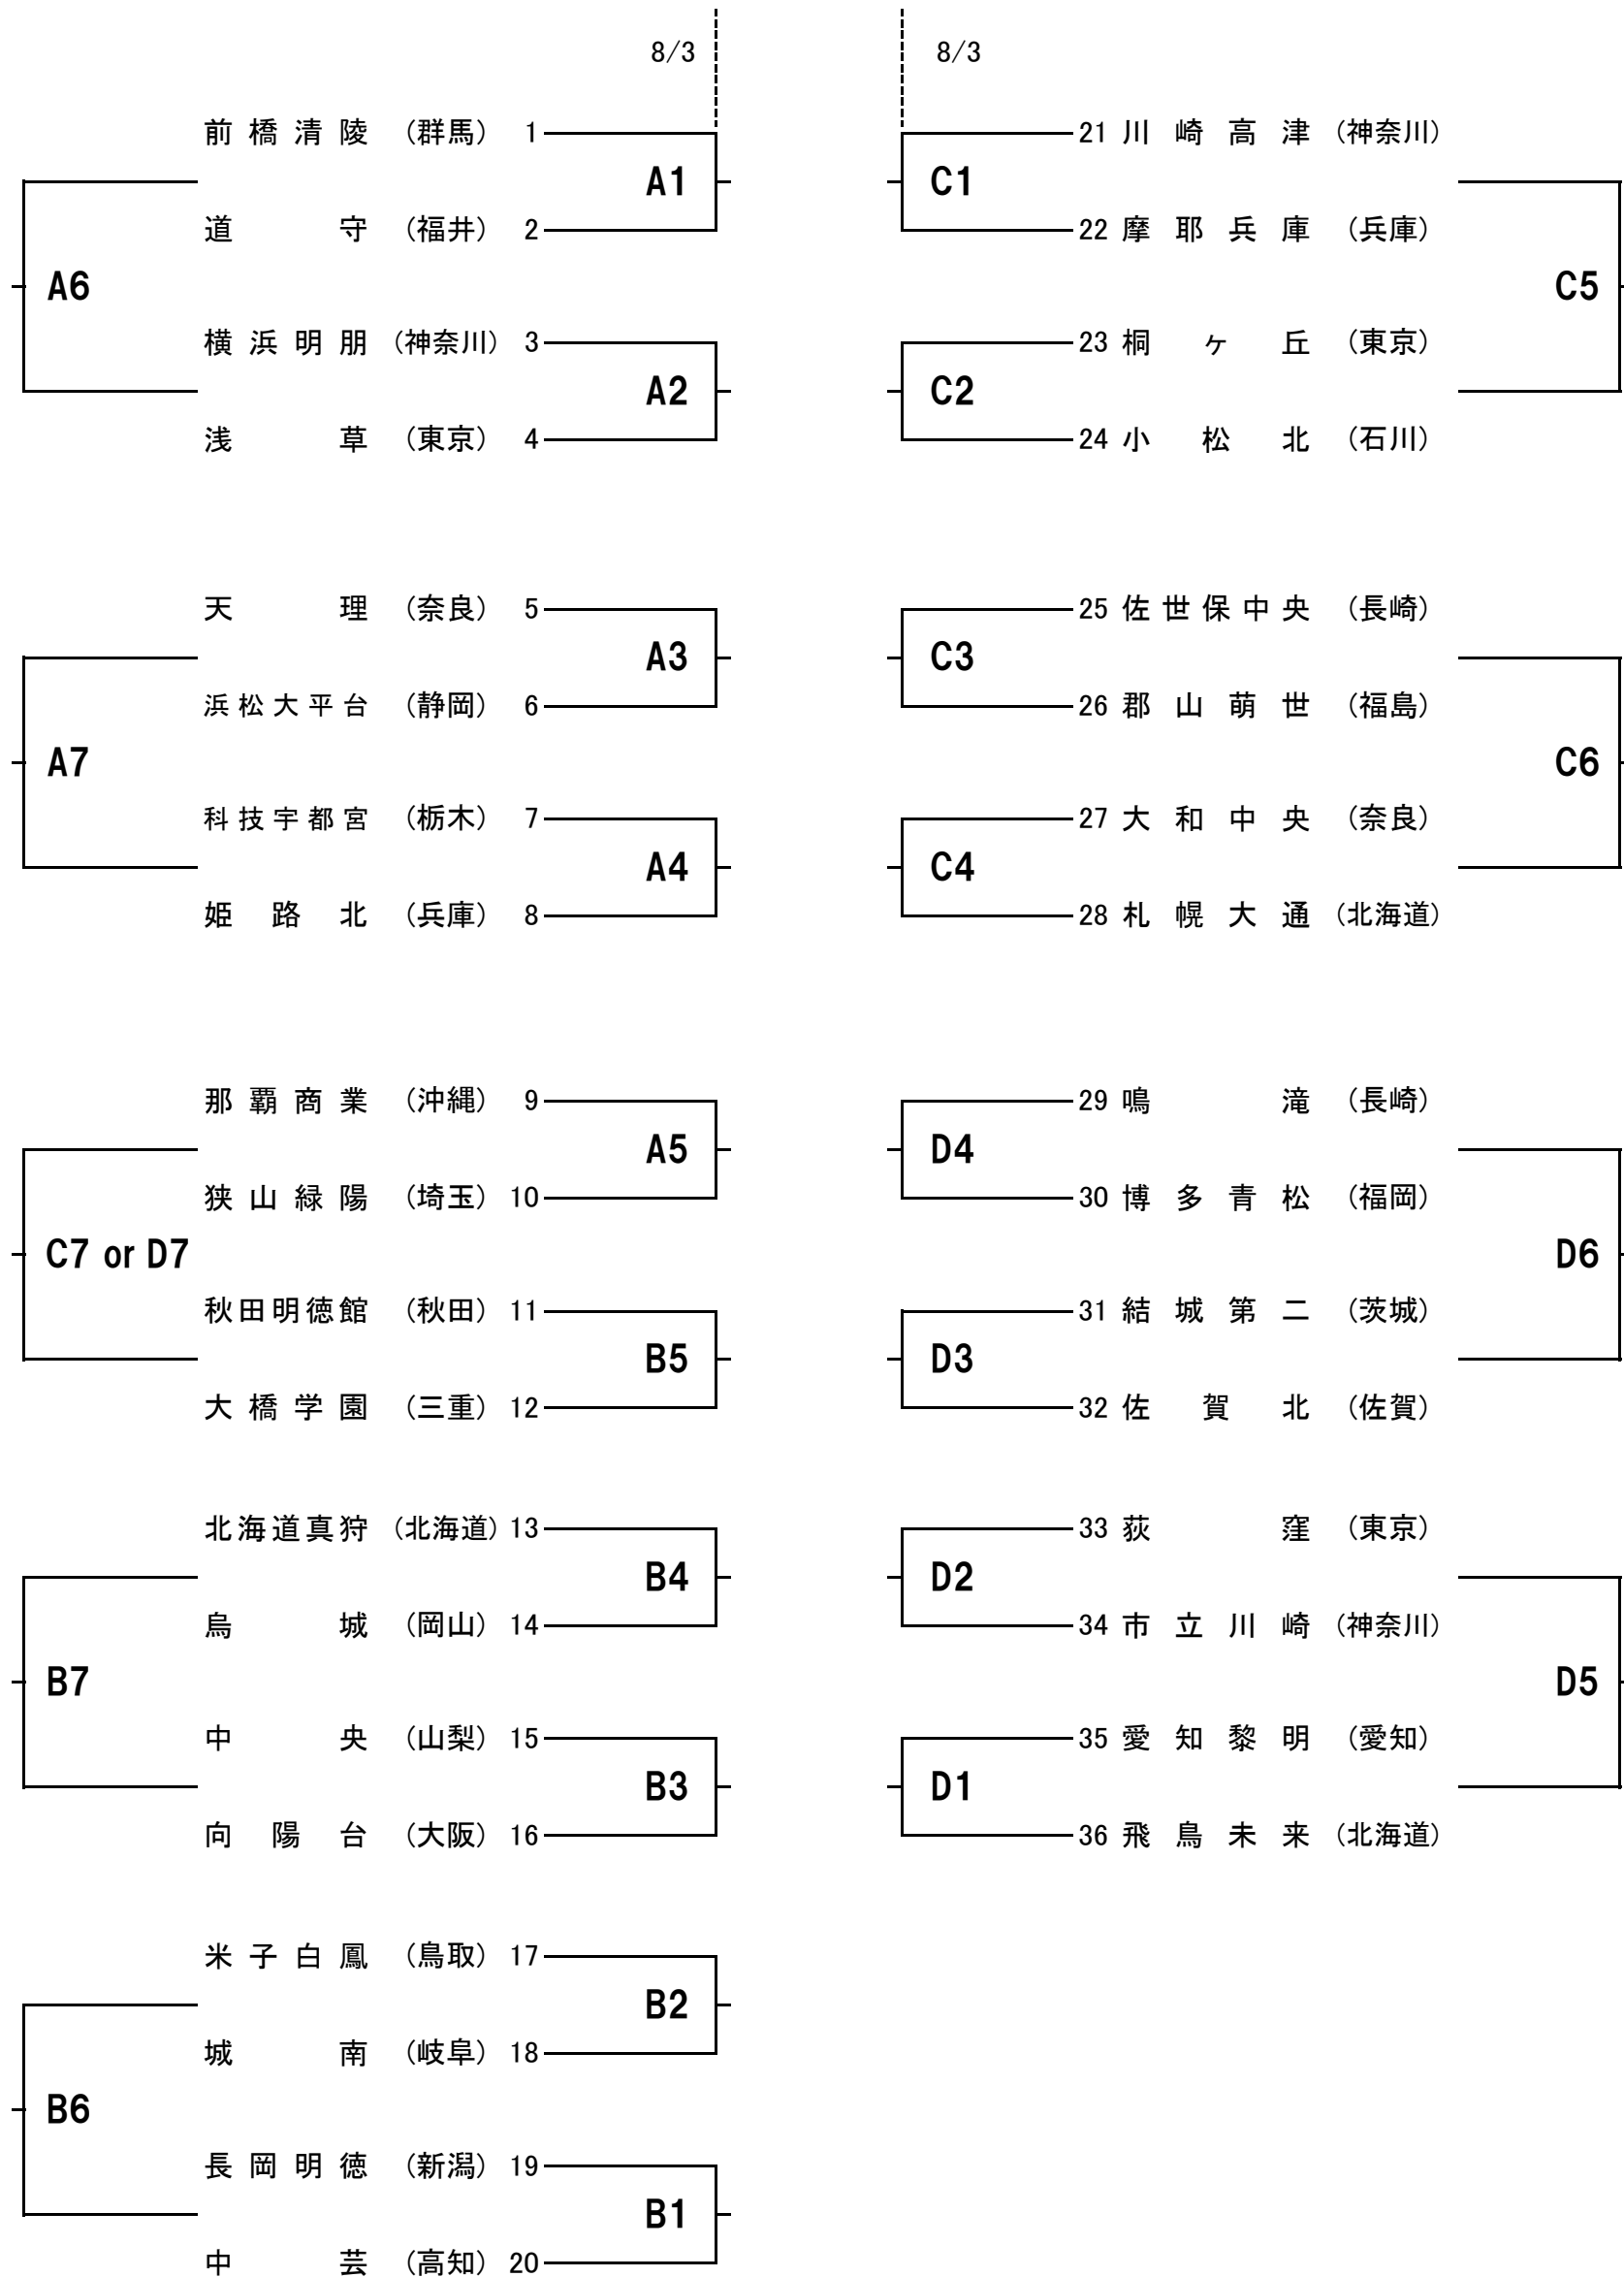 8/3
8/3
前橋清陵 (群馬) 1
A1
道守 (福井) 2
A6
横浜明朋 (神奈川) 3
A2
浅草 (東京) 4
天理 (奈良) 5
A3
浜松大平台 (静岡) 6
A7
科技宇都宮 (栃木) 7
A4
姫路北 (兵庫) 8
那覇商業 (沖縄) 9
A5
狭山緑陽 (埼玉) 10
C7 or D7
秋田明徳館 (秋田) 11
B5
大橋学園 (三重) 12
北海道真狩 (北海道) 13
B4
烏城 (岡山) 14
B7
中央 (山梨) 15
B3
向陽台 (大阪) 16
米子白鳳 (鳥取) 17
B2
城南 (岐阜) 18
B6
長岡明徳 (新潟) 19
B1
中芸 (高知) 20
21 川崎高津 (神奈川)
C1
22 摩耶兵庫 (兵庫)
C5
23 桐ヶ丘 (東京)
C2
24 小松北 (石川)
25 佐世保中央 (長崎)
C3
26 郡山萌世 (福島)
C6
27 大和中央 (奈良)
C4
28 札幌大通 (北海道)
29 鳴滝 (長崎)
D4
30 博多青松 (福岡)
D6
31 結城第二 (茨城)
D3
32 佐賀北 (佐賀)
33 荻窪 (東京)
D2
34 市立川崎 (神奈川)
D5
35 愛知黎明 (愛知)
D1
36 飛鳥未来 (北海道)